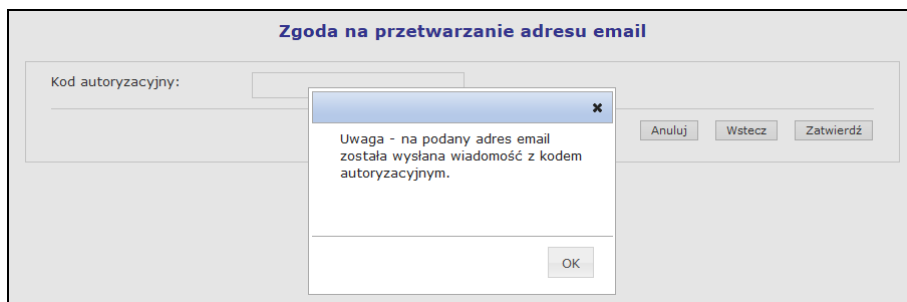 Zgoda na przetwarzanie adresu email
Kod autoryzacyjny:
Anuluj Wstecz Zatwierdź
Uwaga - na podany adres email
została wysłana wiadomość z kodem
autoryzacyjnym.
OK